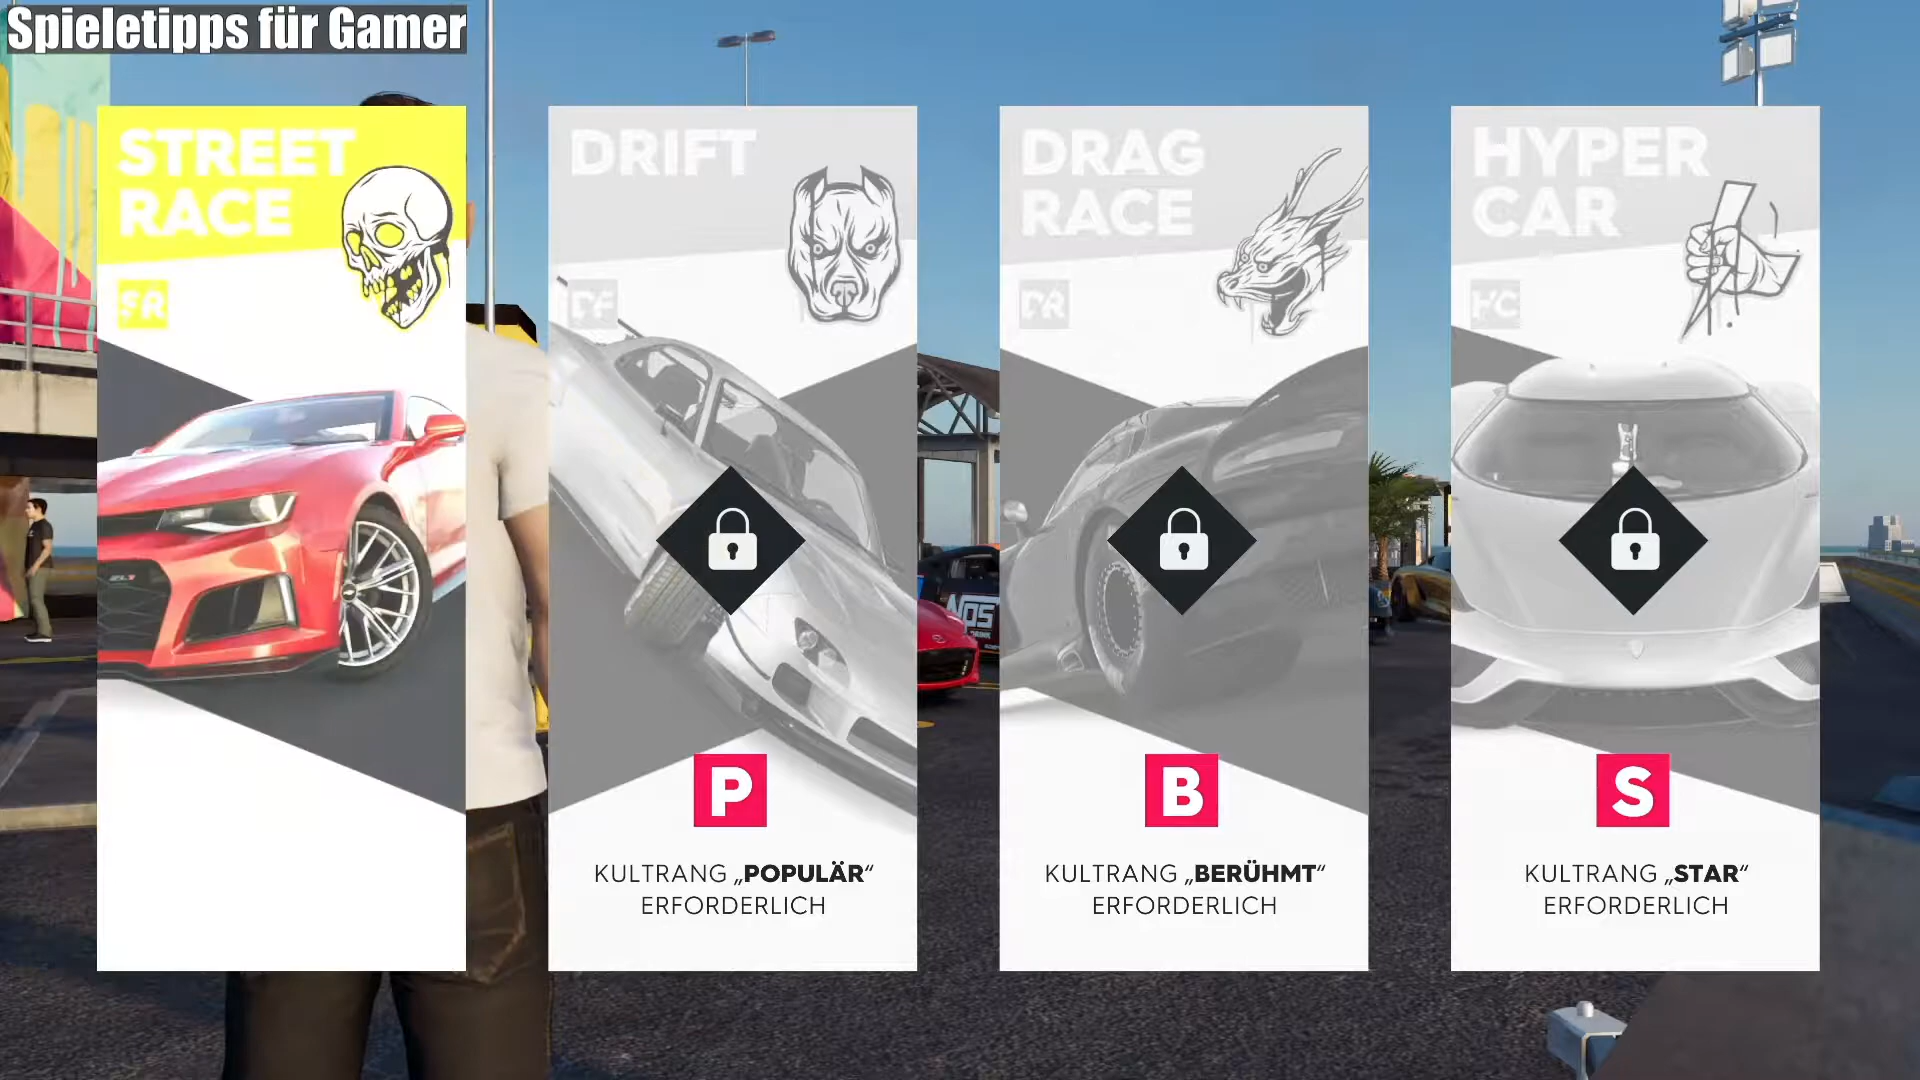 Spieletipps für Gamer
STREET
RACE
SR
DRIFT
DF
P
KULTRANG „POPULÄR“
ERFORDERLICH
DRAG
RACE
DR
B
KULTRANG „BERÜHMT“
ERFORDERLICH
HYPER
CAR
HC
S
KULTRANG „STAR“
ERFORDERLICH
NOS